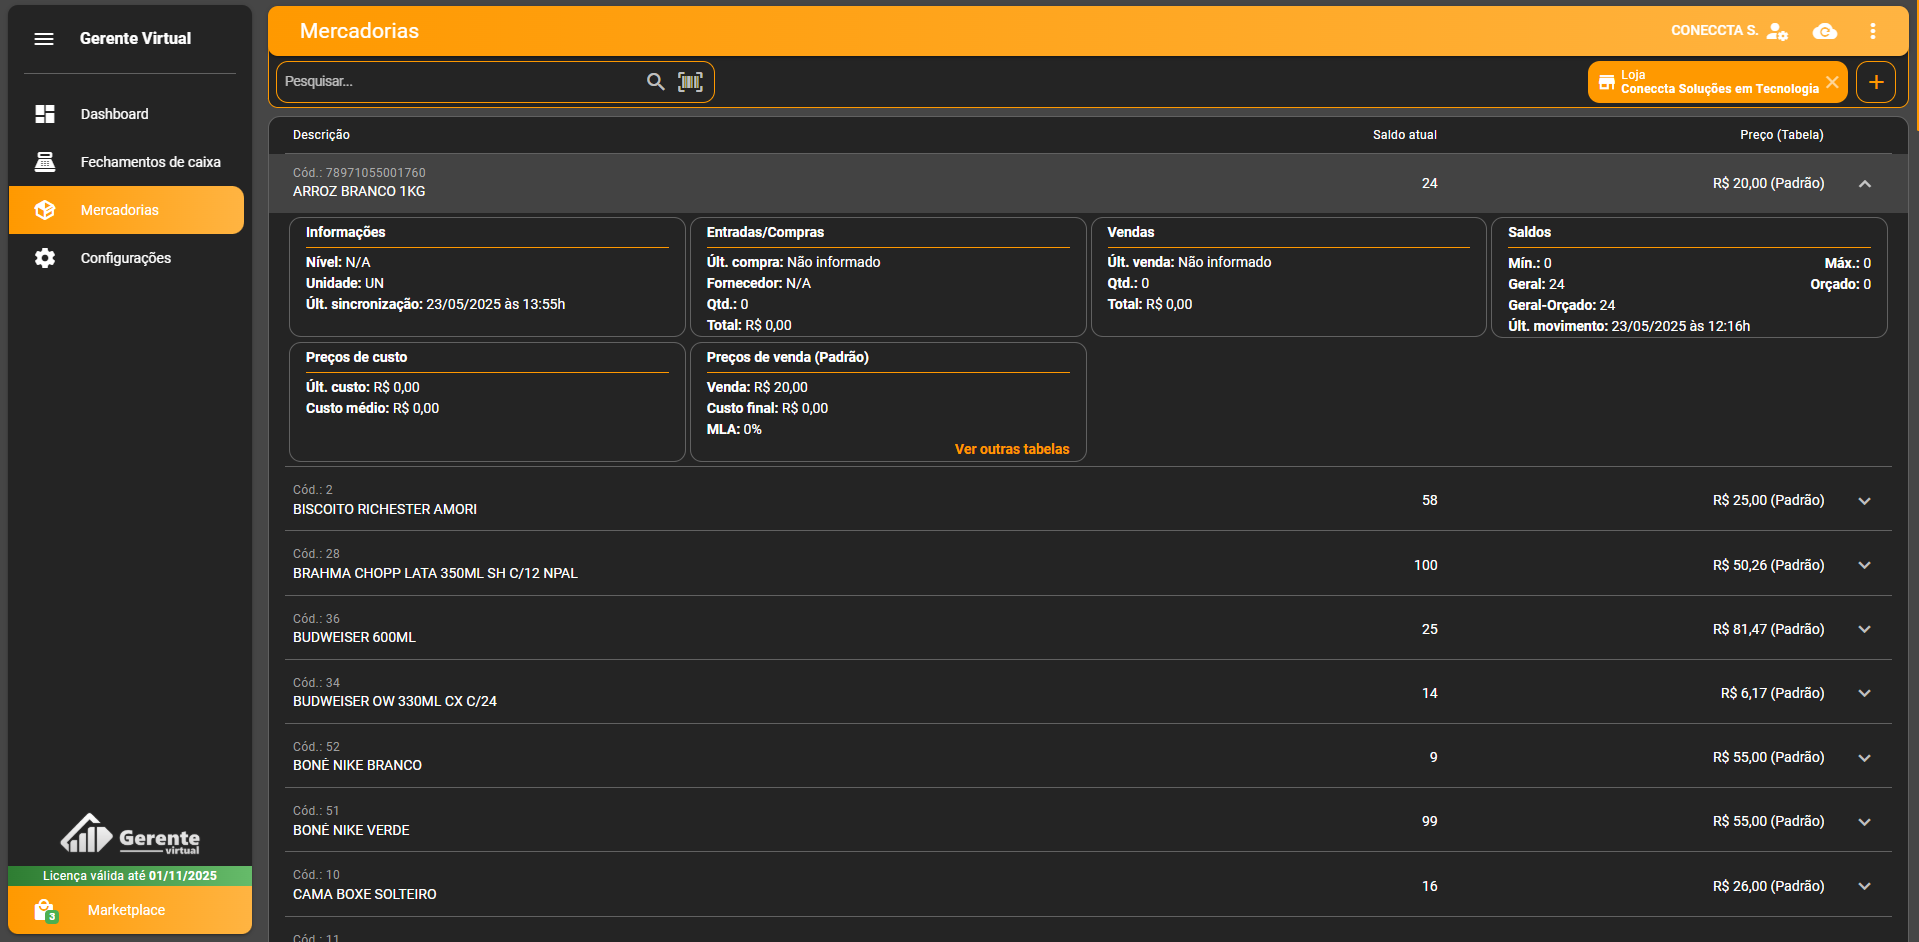 Gerente Virtual
Dashboard
Fechamentos de caixa
Mercadorias
Configurações
Gerente
virtual
Licença válida até 01/11/2025
3
Marketplace
Mercadorias
CONECCTA S.
Pesquisar...
Loja
Coneccta Soluções em Tecnologia
Descrição Saldo atual Preço (Tabela)
Cód.: 78971055001760
ARROZ BRANCO 1KG
24 R$ 20,00 (Padrão)
Informações
Nível: N/A
Unidade: UN
Últ. sincronização: 23/05/2025 às 13:55h
Entradas/Compras
Últ. compra: Não informado
Fornecedor: N/A
Qtd.: 0
Total: R$ 0,00
Vendas
Últ. venda: Não informado
Qtd.: 0
Total: R$ 0,00
Saldos
Mín.: 0 Máx.: 0
Geral: 24 Orçado: 0
Geral-Orçado: 24
Últ. movimento: 23/05/2025 às 12:16h
Preços de custo
Últ. custo: R$ 0,00
Custo médio: R$ 0,00
Preços de venda (Padrão)
Venda: R$ 20,00
Custo final: R$ 0,00
MLA: 0%
Ver outras tabelas
Cód.: 2
BISCOITO RICHESTER AMORI
58 R$ 25,00 (Padrão)
Cód.: 28
BRAHMA CHOPP LATA 350ML SH C/12 NPAL
100 R$ 50,26 (Padrão)
Cód.: 36
BUDWEISER 600ML
25 R$ 81,47 (Padrão)
Cód.: 34
BUDWEISER OW 330ML CX C/24
14 R$ 6,17 (Padrão)
Cód.: 52
BONÉ NIKE BRANCO
9 R$ 55,00 (Padrão)
Cód.: 51
BONÉ NIKE VERDE
99 R$ 55,00 (Padrão)
Cód.: 10
CAMA BOXE SOLTEIRO
16 R$ 26,00 (Padrão)
Cód.: 11